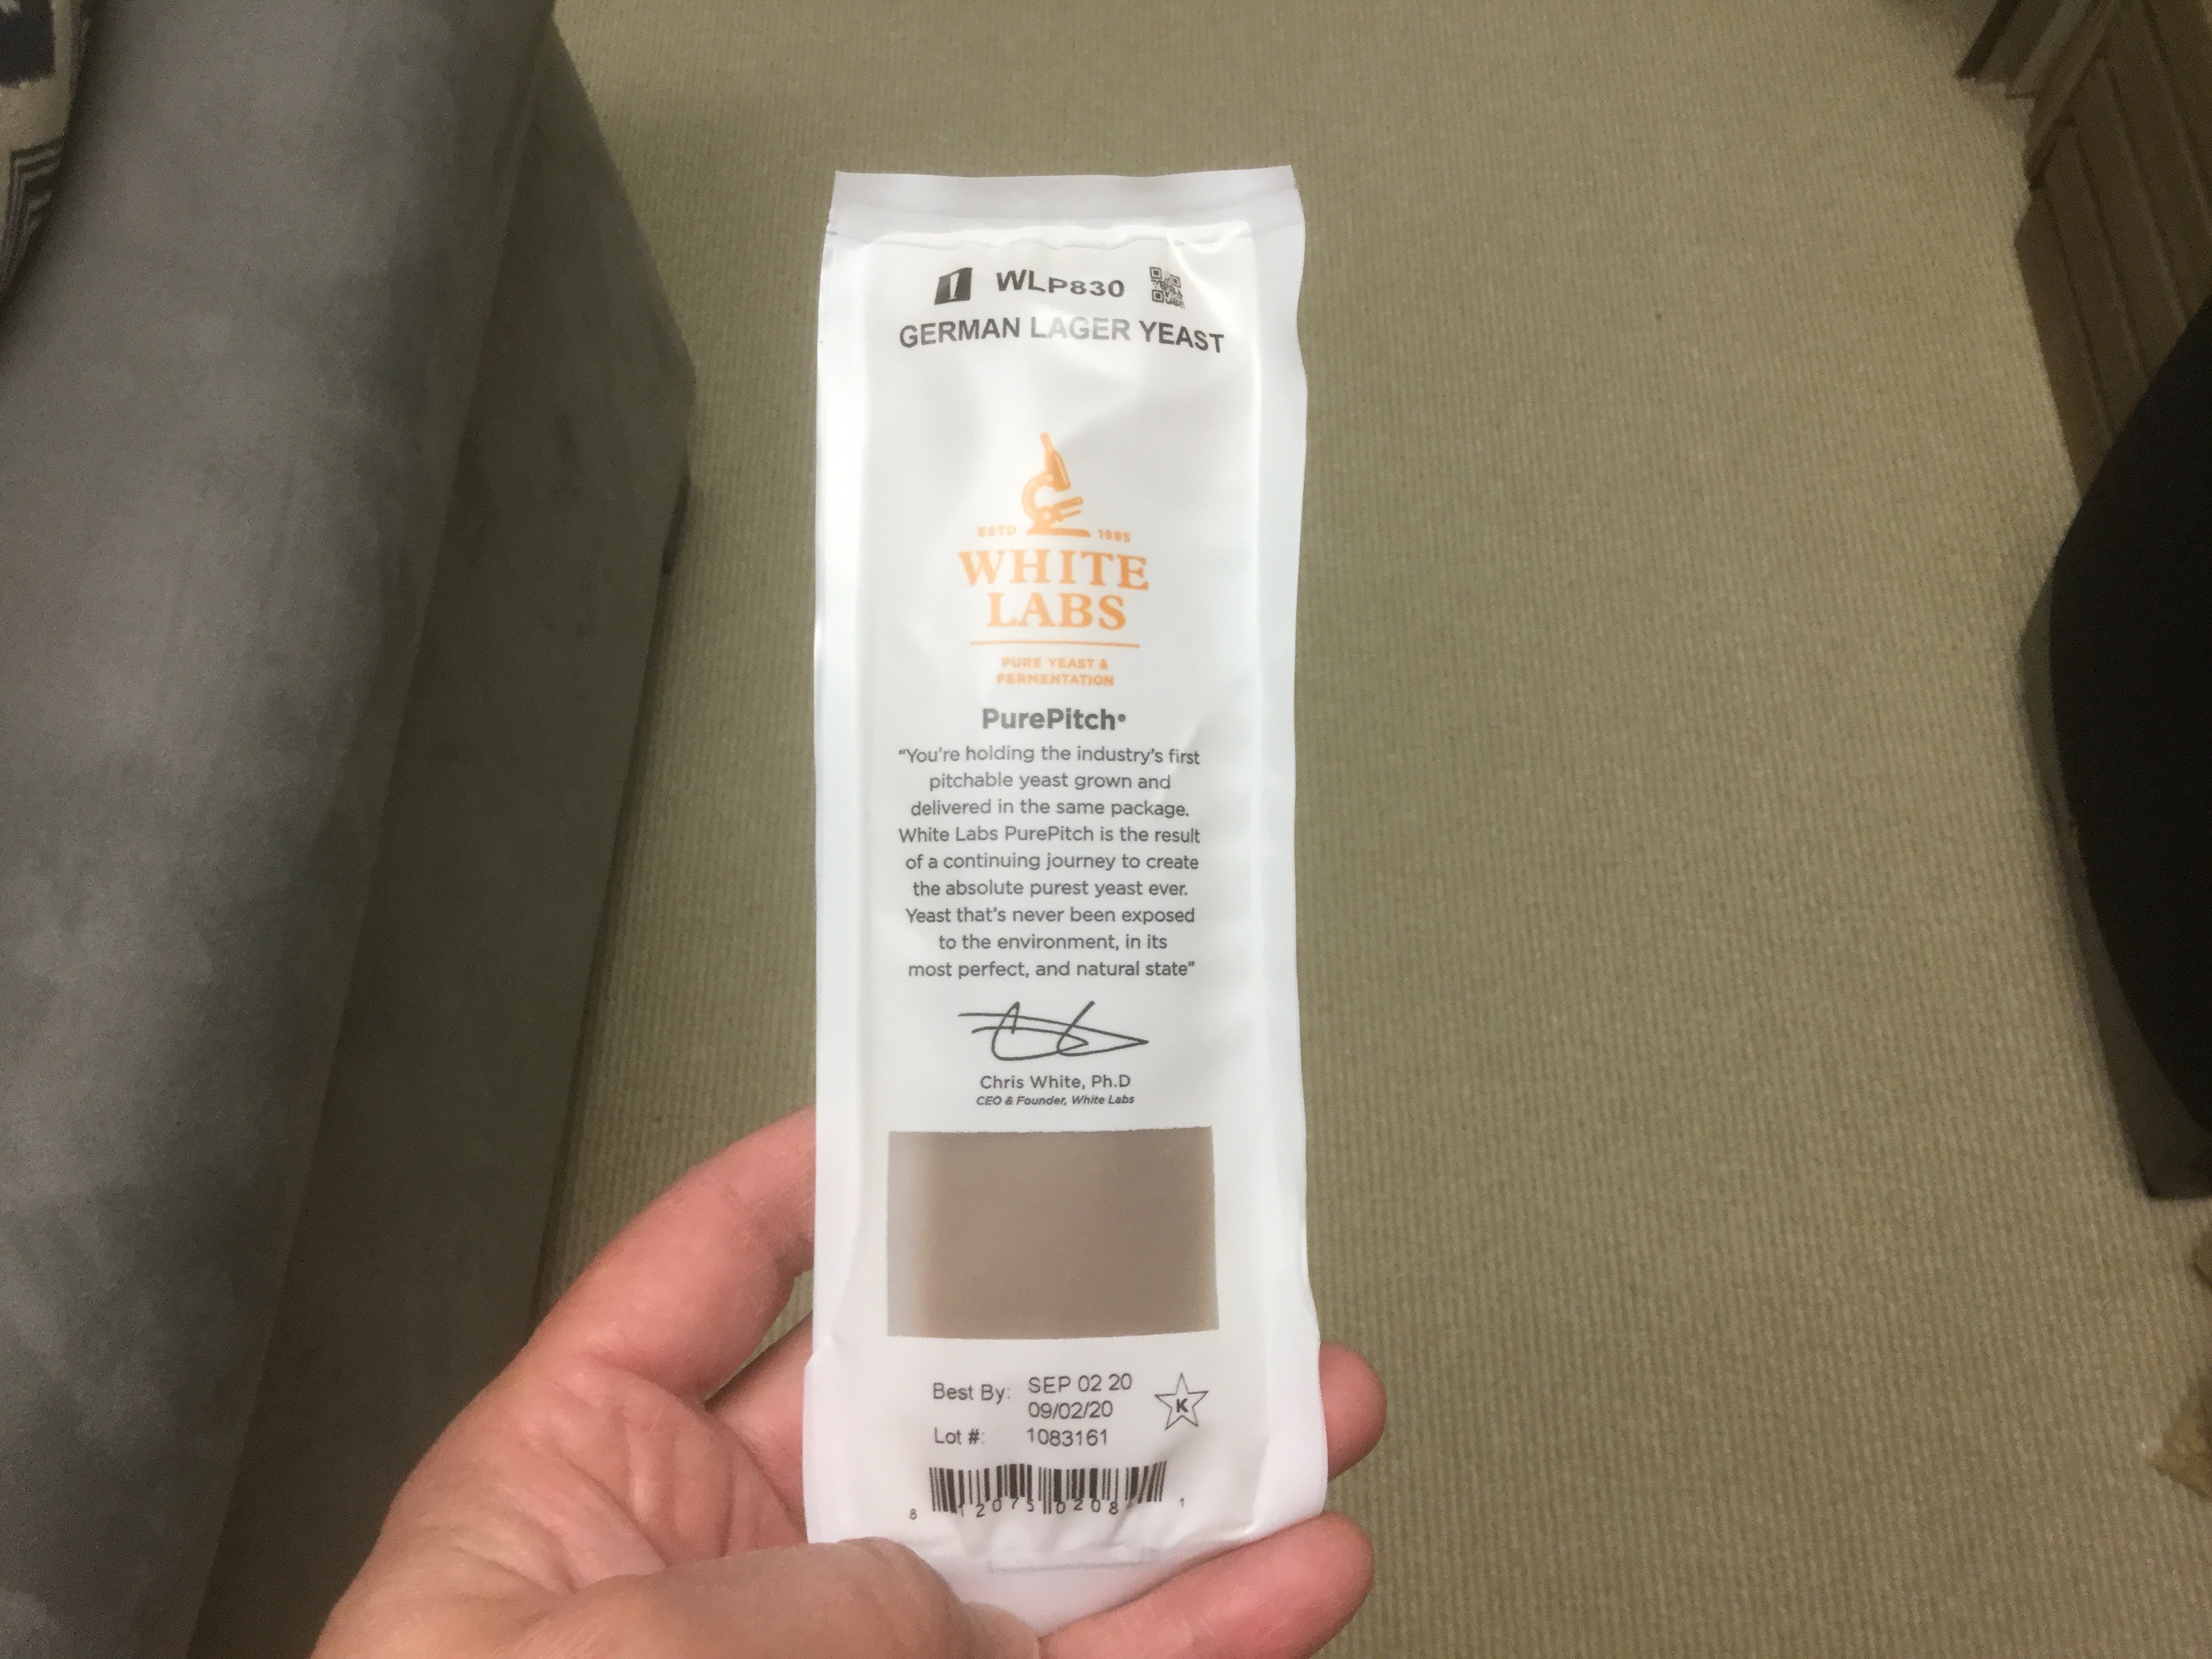 1 WLP830
GERMAN LAGER YEAST
ESTD 1995
WHITE
LABS
PURE YEAST &
FERMENTATION
PurePitch®
“You’re holding the industry’s first
pitchable yeast grown and
delivered in the same package.
White Labs PurePitch is the result
of a continuing journey to create
the absolute purest yeast ever.
Yeast that’s never been exposed
to the environment, in its
most perfect, and natural state”
Chris White, Ph.D
CEO & Founder, White Labs
Best By: SEP 02 20
09/02/20
K
Lot #: 1083161
8 12075 0208 1